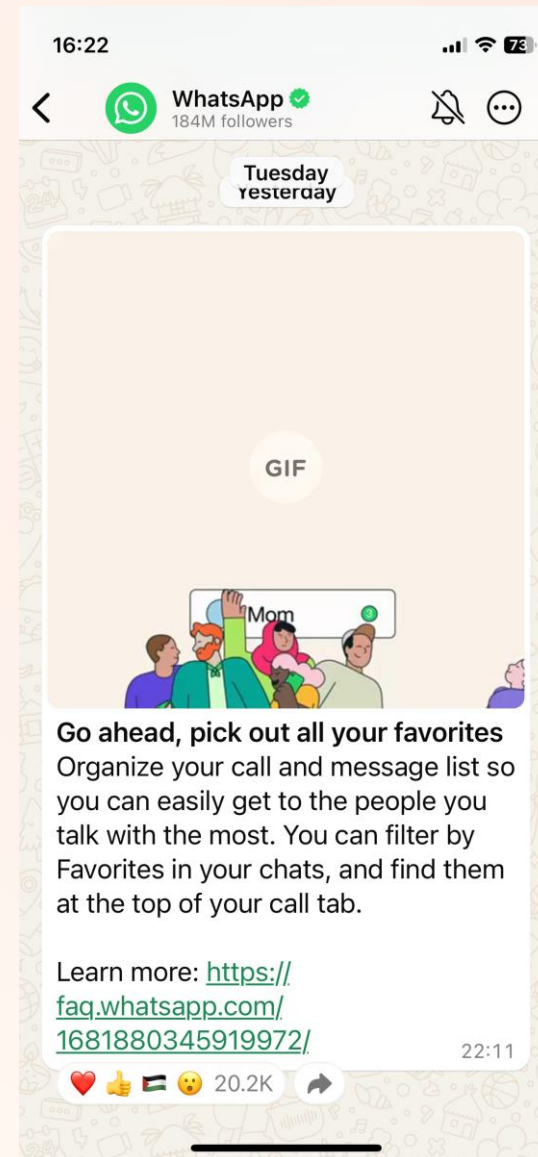 16:22
73
WhatsApp
184M followers
Tuesday
Yesterday
GIF
Mom
3
Go ahead, pick out all your favorites
Organize your call and message list so
you can easily get to the people you
talk with the most. You can filter by
Favorites in your chats, and find them
at the top of your call tab.
Learn more: https://
faq.whatsapp.com/
1681880345919972/
22:11
20.2K